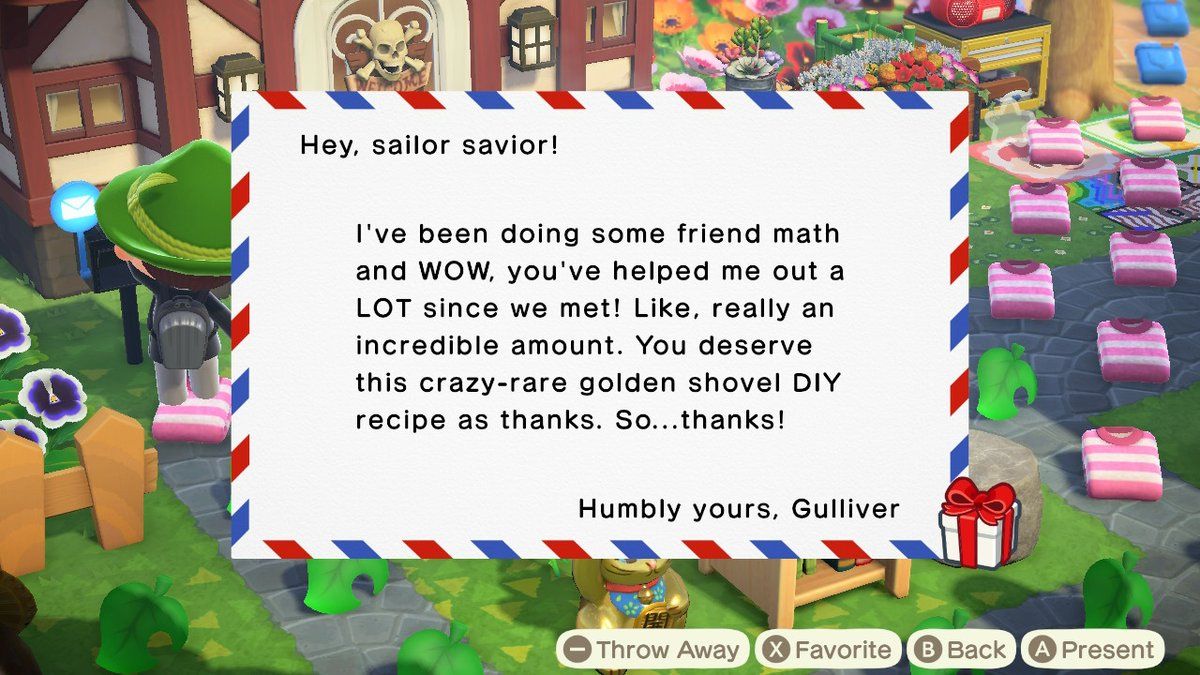 WELCOME
Hey, sailor savior!
I've been doing some friend math
and WOW, you've helped me out a
LOT since we met! Like, really an
incredible amount. You deserve
this crazy-rare golden shovel DIY
recipe as thanks. So...thanks!
Humbly yours, Gulliver
開
− Throw Away
X Favorite
B Back
A Present